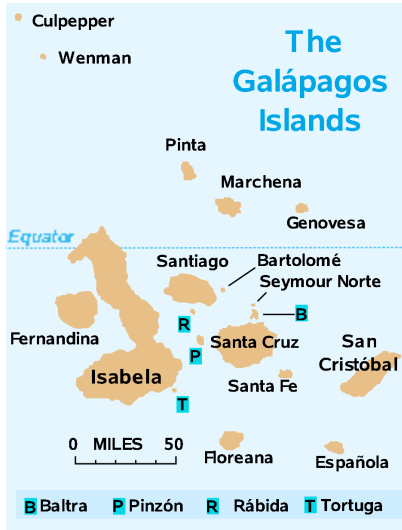 Culpepper
Wenman
The
Galápagos
Islands
Pinta
Marchena
Genovesa
Equator
Santiago
Bartolomé
Seymour Norte
R
B
Fernandina
P
Santa Cruz
San
Cristóbal
Isabela
Santa Fe
T
0 MILES 50
Floreana
Española
B Baltra P Pinzón R Rábida T Tortuga